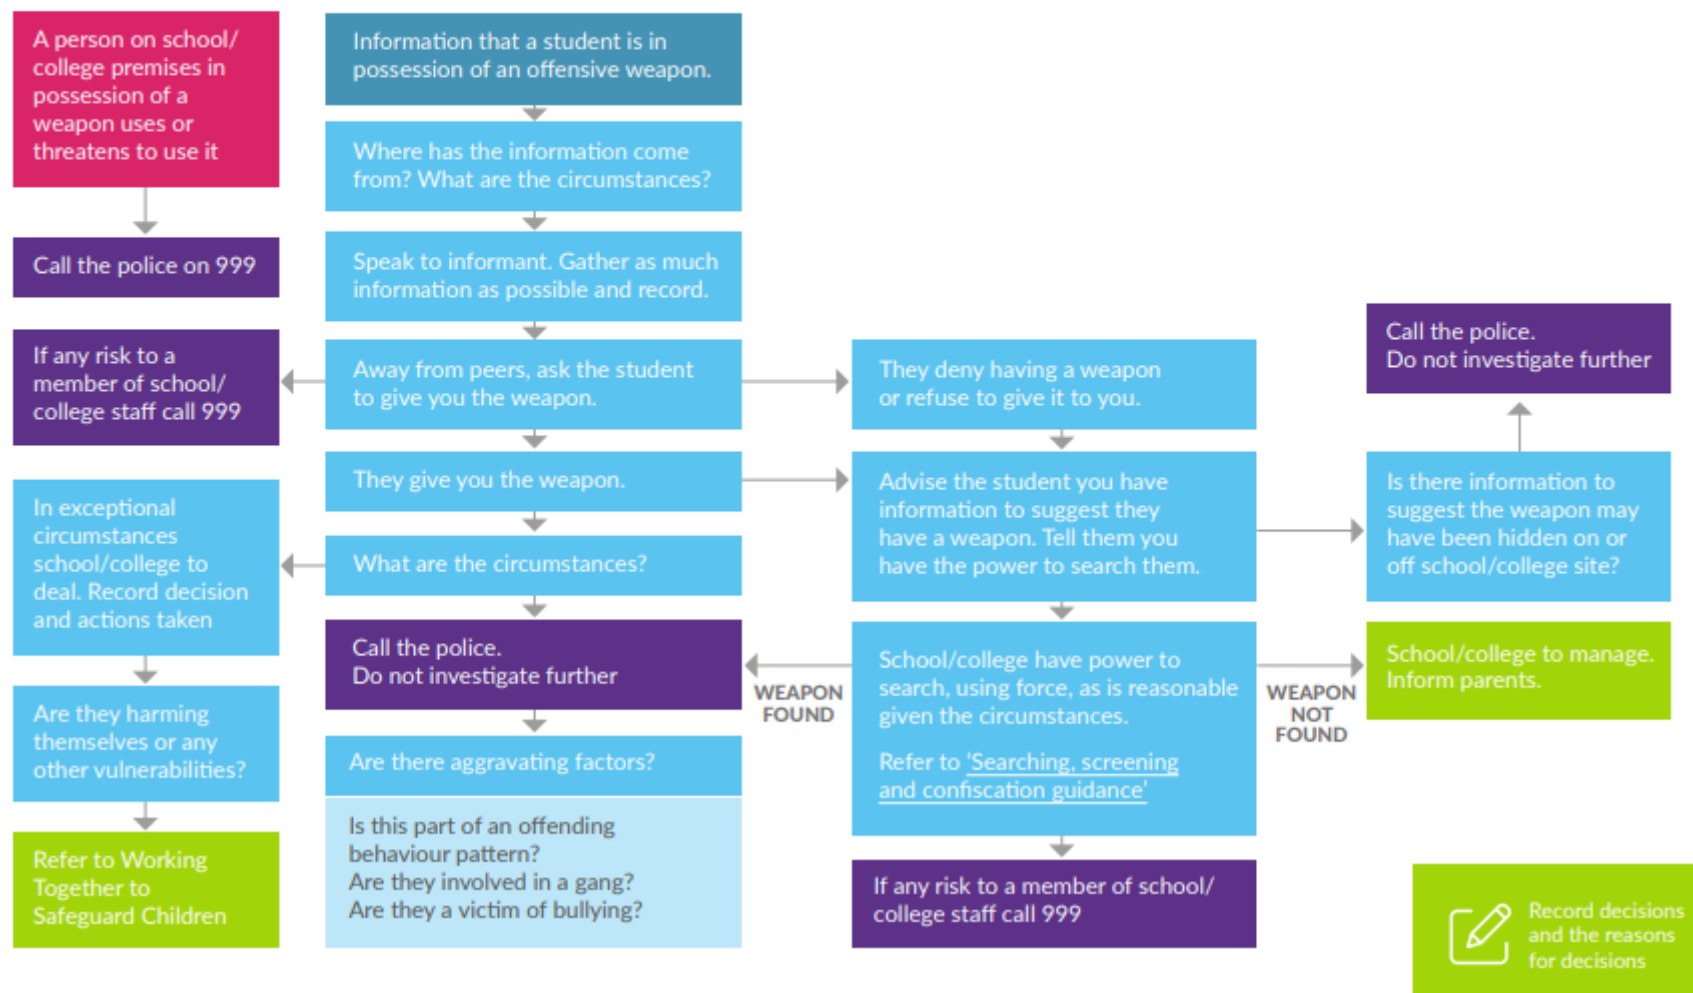 A person on school/
college premises in
possession of a
weapon uses or
threatens to use it
Call the police on 999
If any risk to a
member of school/
college staff call 999
In exceptional
circumstances
school/college to
deal. Record decision
and actions taken
Are they harming
themselves or any
other vulnerabilities?
Refer to Working
Together to
Safeguard Children
Information that a student is in
possession of an offensive weapon.
Where has the information come
from? What are the circumstances?
Speak to informant. Gather as much
information as possible and record.
Away from peers, ask the student
to give you the weapon.
They give you the weapon.
What are the circumstances?
Call the police.
Do not investigate further
Are there aggravating factors?
Is this part of an offending
behaviour pattern?
Are they involved in a gang?
Are they a victim of bullying?
They deny having a weapon
or refuse to give it to you.
Advise the student you have
information to suggest they
have a weapon. Tell them you
have the power to search them.
WEAPON
FOUND
School/college have power to
search, using force, as is reasonable
given the circumstances.
Refer to ‘Searching, screening
and confiscation guidance’
WEAPON
NOT
FOUND
If any risk to a member of school/
college staff call 999
Call the police.
Do not investigate further
Is there information to
suggest the weapon may
have been hidden on or
off school/college site?
School/college to manage.
Inform parents.
Record decisions
and the reasons
for decisions